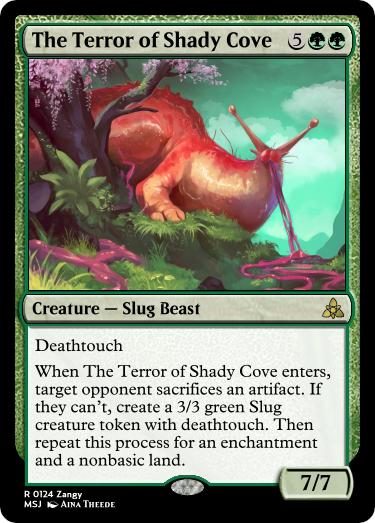 The Terror of Shady Cove 5
Creature — Slug Beast
Deathtouch
When The Terror of Shady Cove enters,
target opponent sacrifices an artifact. If
they can't, create a 3/3 green Slug
creature token with deathtouch. Then
repeat this process for an enchantment
and a nonbasic land.
7/7
R 0124 Zangy
MSJ Aina Theede